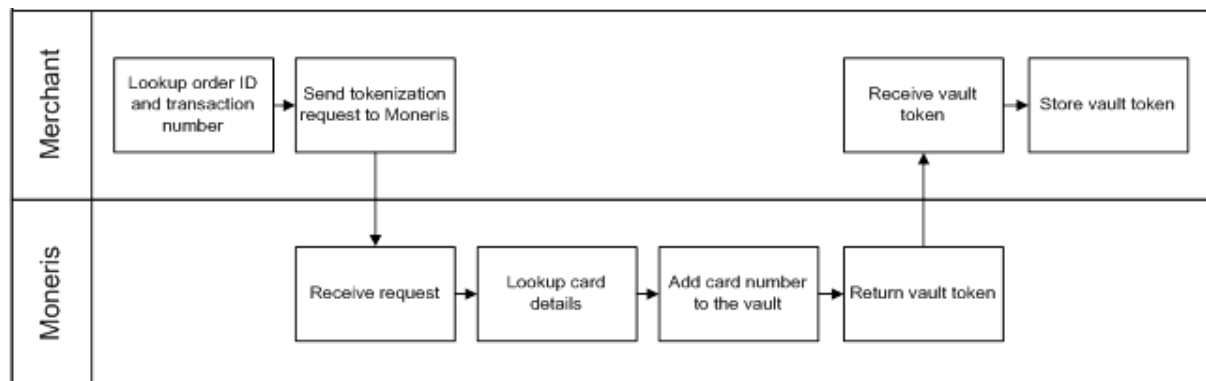 Merchant
Lookup order ID
and transaction
number
Send tokenization
request to Moneris
Receive vault
token
Store vault token
Moneris
Receive request
Lookup card
details
Add card number
to the vault
Return vault token